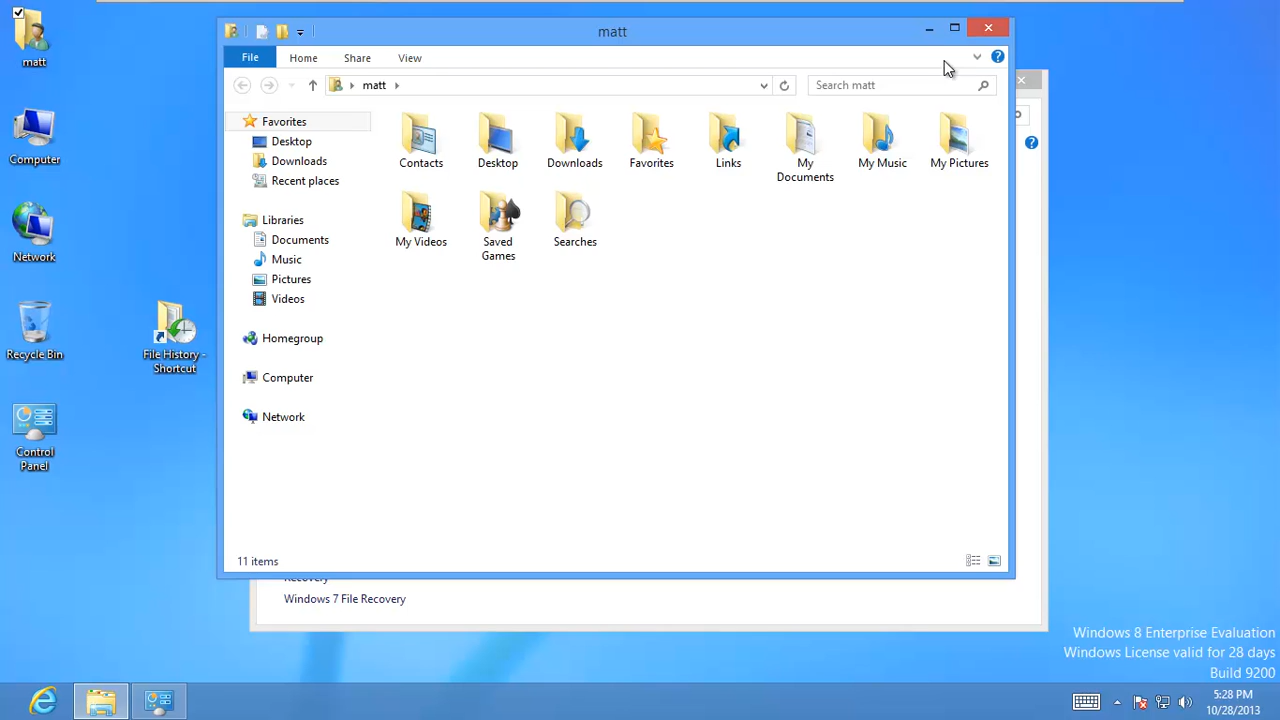 matt
File
Home
Share
View
matt
Search matt
Favorites
Desktop
Downloads
Recent places
Libraries
Documents
Music
Pictures
Videos
Homegroup
Computer
Network
Contacts
Desktop
Downloads
Favorites
Links
My
Documents
My Music
My Pictures
My Videos
Saved
Games
Searches
11 items
Recovery
Windows 7 File Recovery
matt
Computer
Network
Recycle Bin
File History -
Shortcut
Control
Panel
Windows 8 Enterprise Evaluation
Windows License valid for 28 days
Build 9200
5:28 PM
10/28/2013